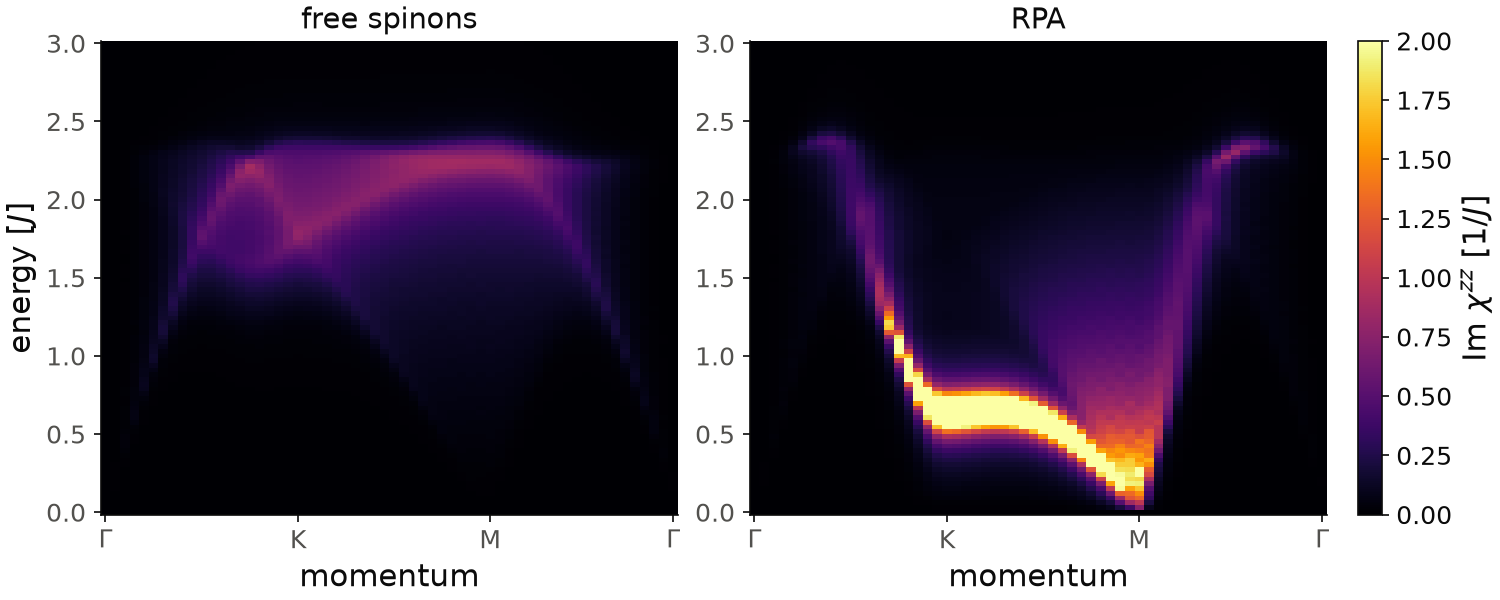 free spinons
RPA
3.0
2.5
2.0
1.5
1.0
0.5
0.0
energy [J]
Γ
K
M
Γ
momentum
3.0
2.5
2.0
1.5
1.0
0.5
0.0
Γ
K
M
Γ
momentum
2.00
1.75
1.50
1.25
1.00
0.75
0.50
0.25
0.00
Im χ^{zz} [1/J]